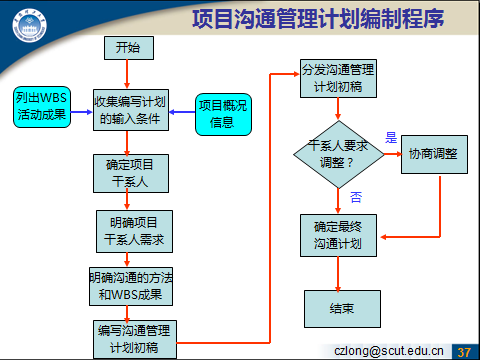 项目沟通管理计划编制程序
开始
列出WBS
活动成果
收集编写计划
的输入条件
项目概况
信息
确定项目
干系人
明确项目
干系人需求
明确沟通的方法
和WBS成果
编写沟通管理
计划初稿
分发沟通管理
计划初稿
干系人要求
调整？
是
协商调整
否
确定最终
沟通计划
结束
czlong@scut.edu.cn
37